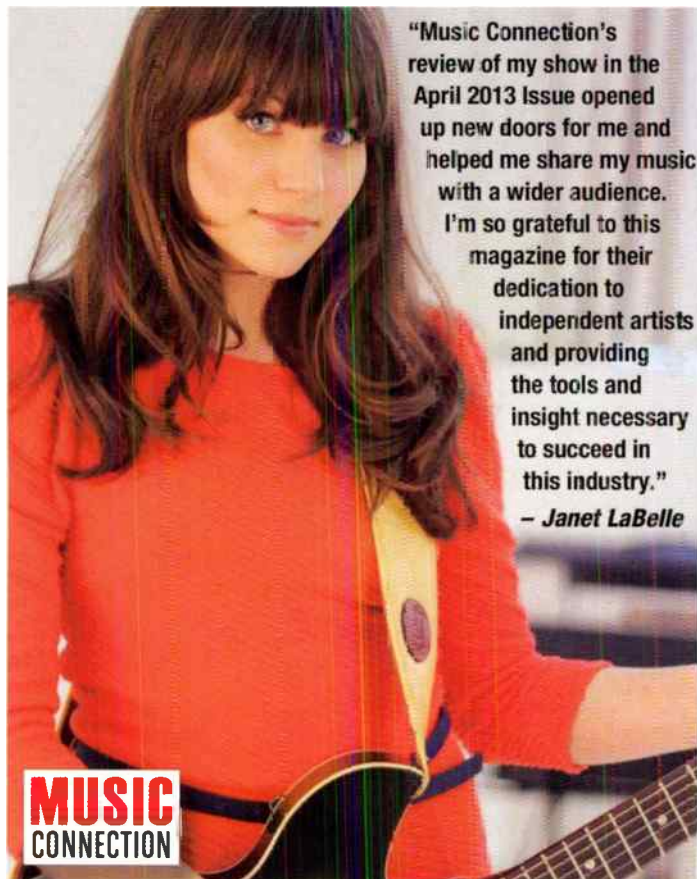 “Music Connection’s
review of my show in the
April 2013 Issue opened
up new doors for me and
helped me share my music
with a wider audience.
I’m so grateful to this
magazine for their
dedication to
independent artists
and providing
the tools and
insight necessary
to succeed in
this industry.”
– Janet LaBelle
MUSIC
CONNECTION